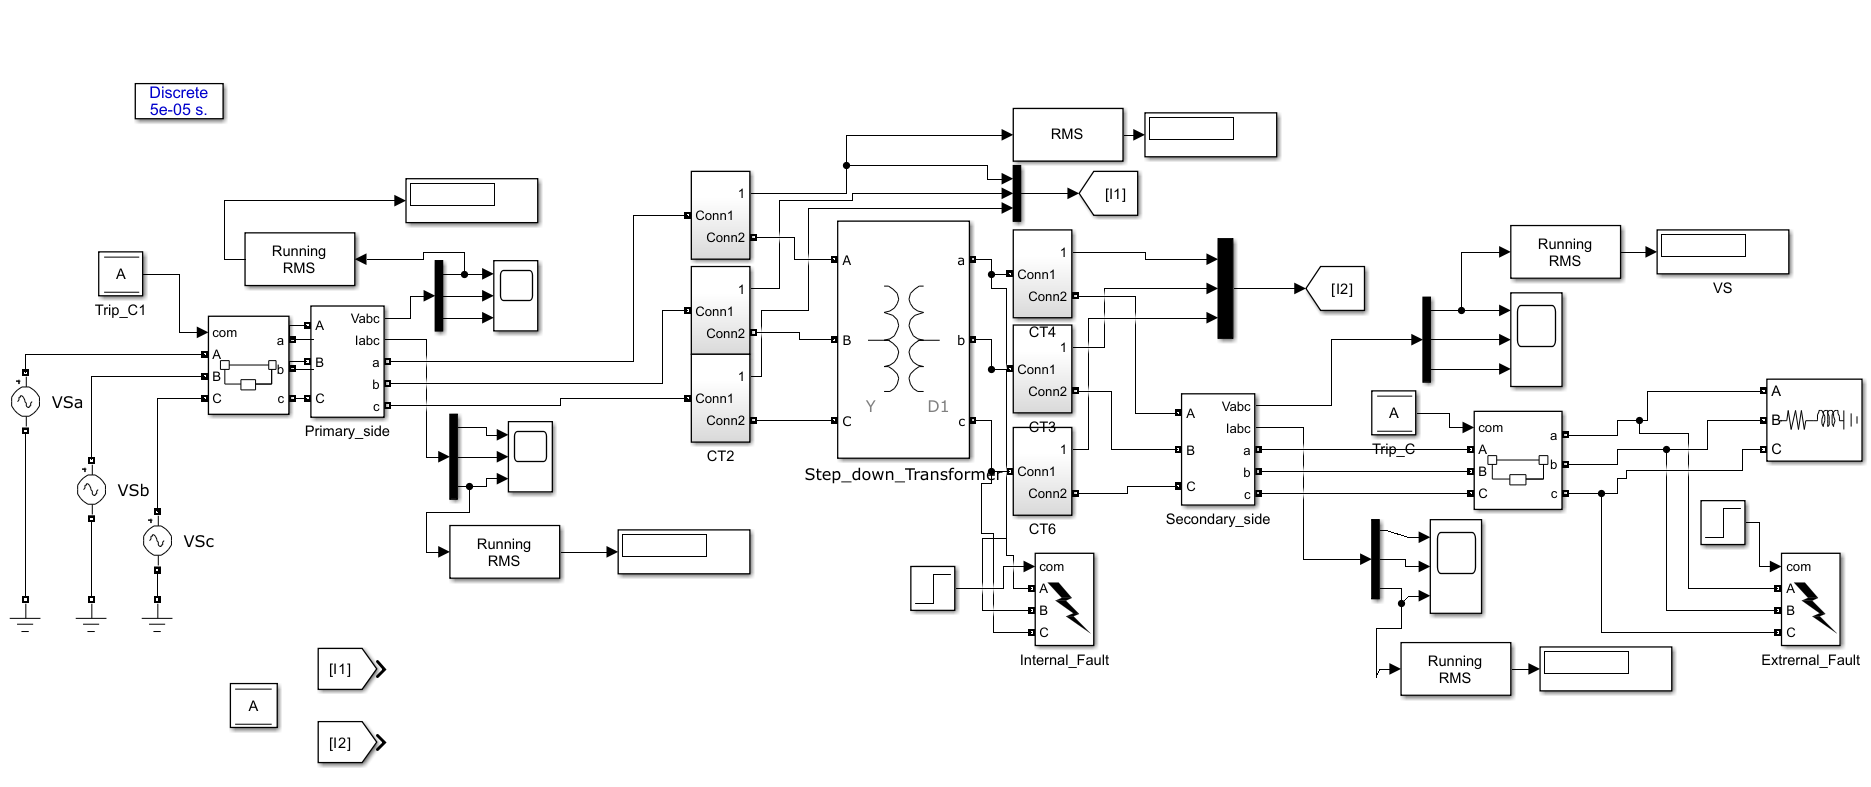 Discrete
5e-05 s.
RMS
1
Conn1
Conn2
[I1]
Running
RMS
A
Trip_C1
com
A
B
C
a
b
c
A
B
C
Vabc
Iabc
a
b
c
Primary_side
1
Conn1
Conn2
1
Conn1
Conn2
CT2
A
B
C
a
b
c
Y
D1
Step_down_Transformer
1
Conn1
Conn2
CT4
1
Conn1
Conn2
CT3
1
Conn1
Conn2
CT6
[I2]
Running
RMS
VS
A
Trip_C
A
B
C
Vabc
Iabc
a
b
c
Secondary_side
com
A
B
C
a
b
c
A
B
C
VSa
VSb
VSc
Running
RMS
com
A
B
C
Internal_Fault
com
A
B
C
Extrernal_Fault
Running
RMS
[I1]
A
[I2]